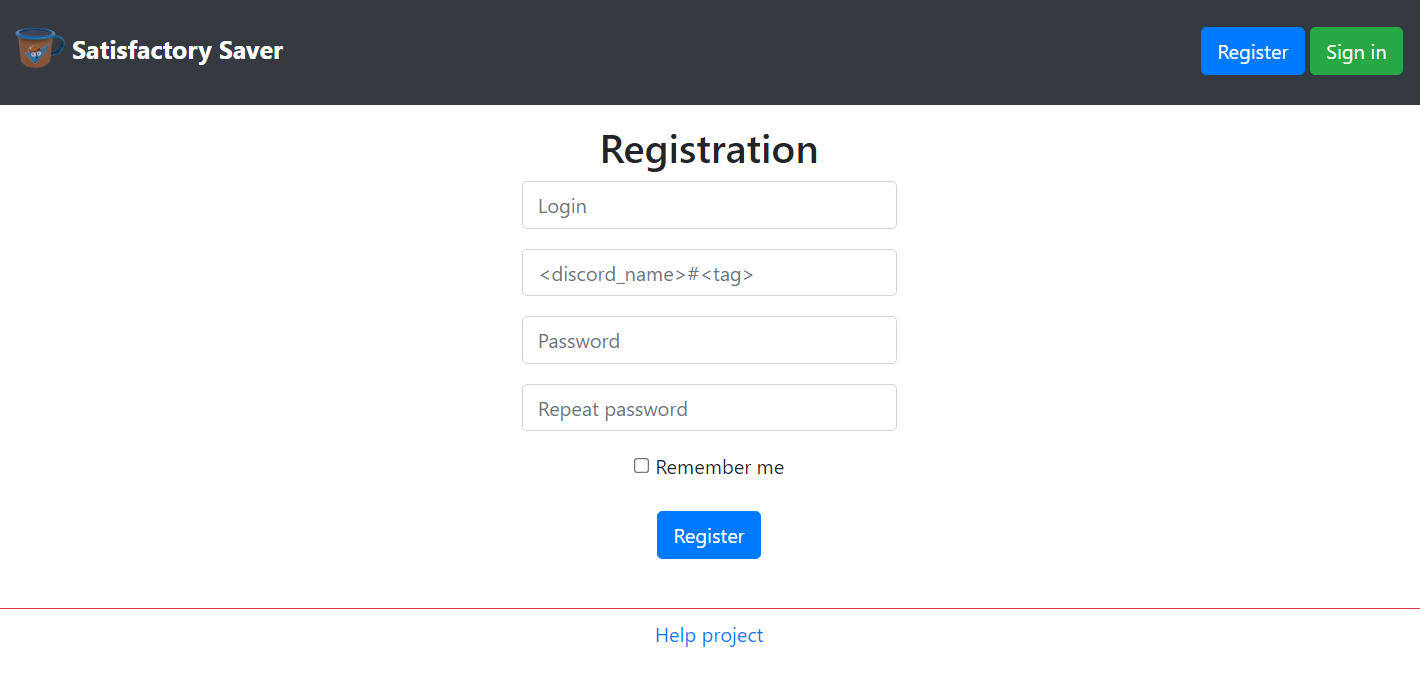 Satisfactory Saver
Register
Sign in
Registration
Login
<discord_name>#<tag>
Password
Repeat password
Remember me
Register
Help project